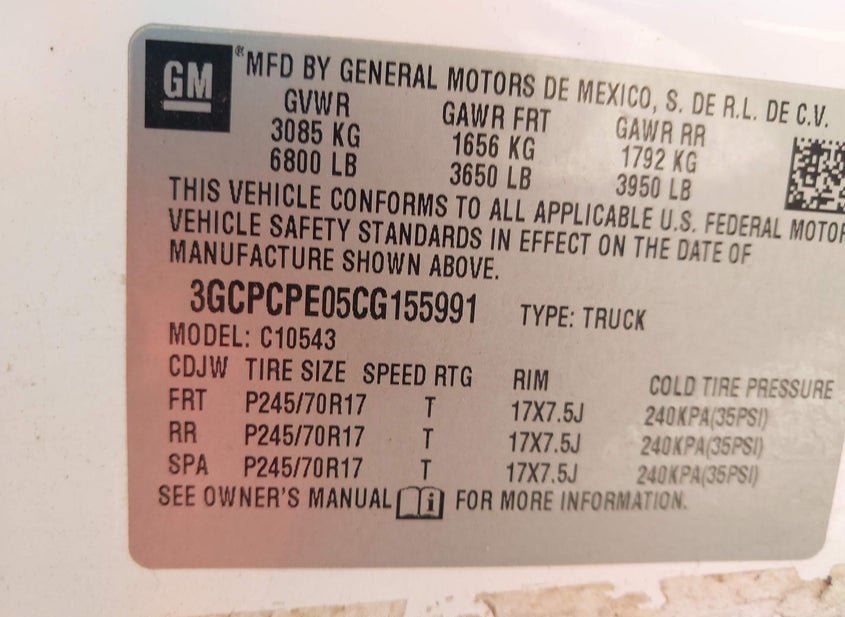 GM ® MFD BY GENERAL MOTORS DE MEXICO, S. DE R.L. DE C.V.
GVWR GAWR FRT GAWR RR
3085 KG 1656 KG 1792 KG
6800 LB 3650 LB 3950 LB
THIS VEHICLE CONFORMS TO ALL APPLICABLE U.S. FEDERAL MOTOR
VEHICLE SAFETY STANDARDS IN EFFECT ON THE DATE OF
MANUFACTURE SHOWN ABOVE.
3GCPCPE05CG155991 TYPE: TRUCK
MODEL: C10543
CDJW TIRE SIZE SPEED RTG RIM COLD TIRE PRESSURE
FRT P245/70R17 T 17X7.5J 240KPA(35PSI)
RR P245/70R17 T 17X7.5J 240KPA(35PSI)
SPA P245/70R17 T 17X7.5J 240KPA(35PSI)
SEE OWNER'S MANUAL i FOR MORE INFORMATION.